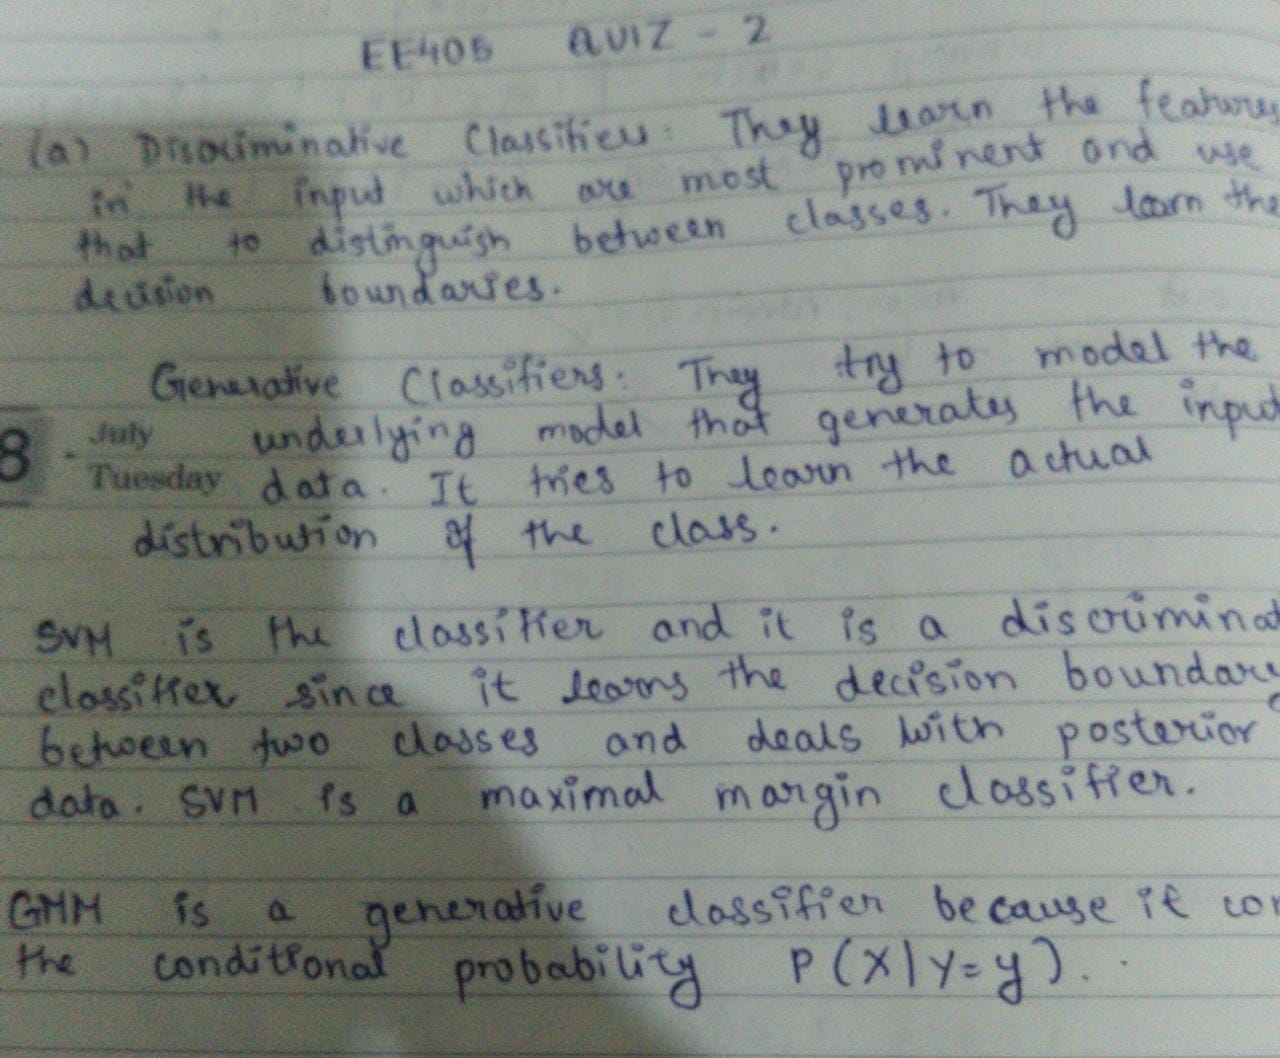 EE405 QUIZ - 2
(a) Discriminative Classifiers: They learn the features
in the input which are most prominent and use
that to distinguish between classes. They learn the
decision boundaries.
Generative Classifiers: They try to model the
8 July underlying model that generates the input
Tuesday data. It tries to learn the actual
distribution of the class.
SVM is the classifier and it is a discriminat
classifier since it learns the decision boundary
between two classes and deals with posterior
data. SVM is a maximal margin classifier.
GMM is a generative classifier because it co
the conditional probability P(X|Y=y).